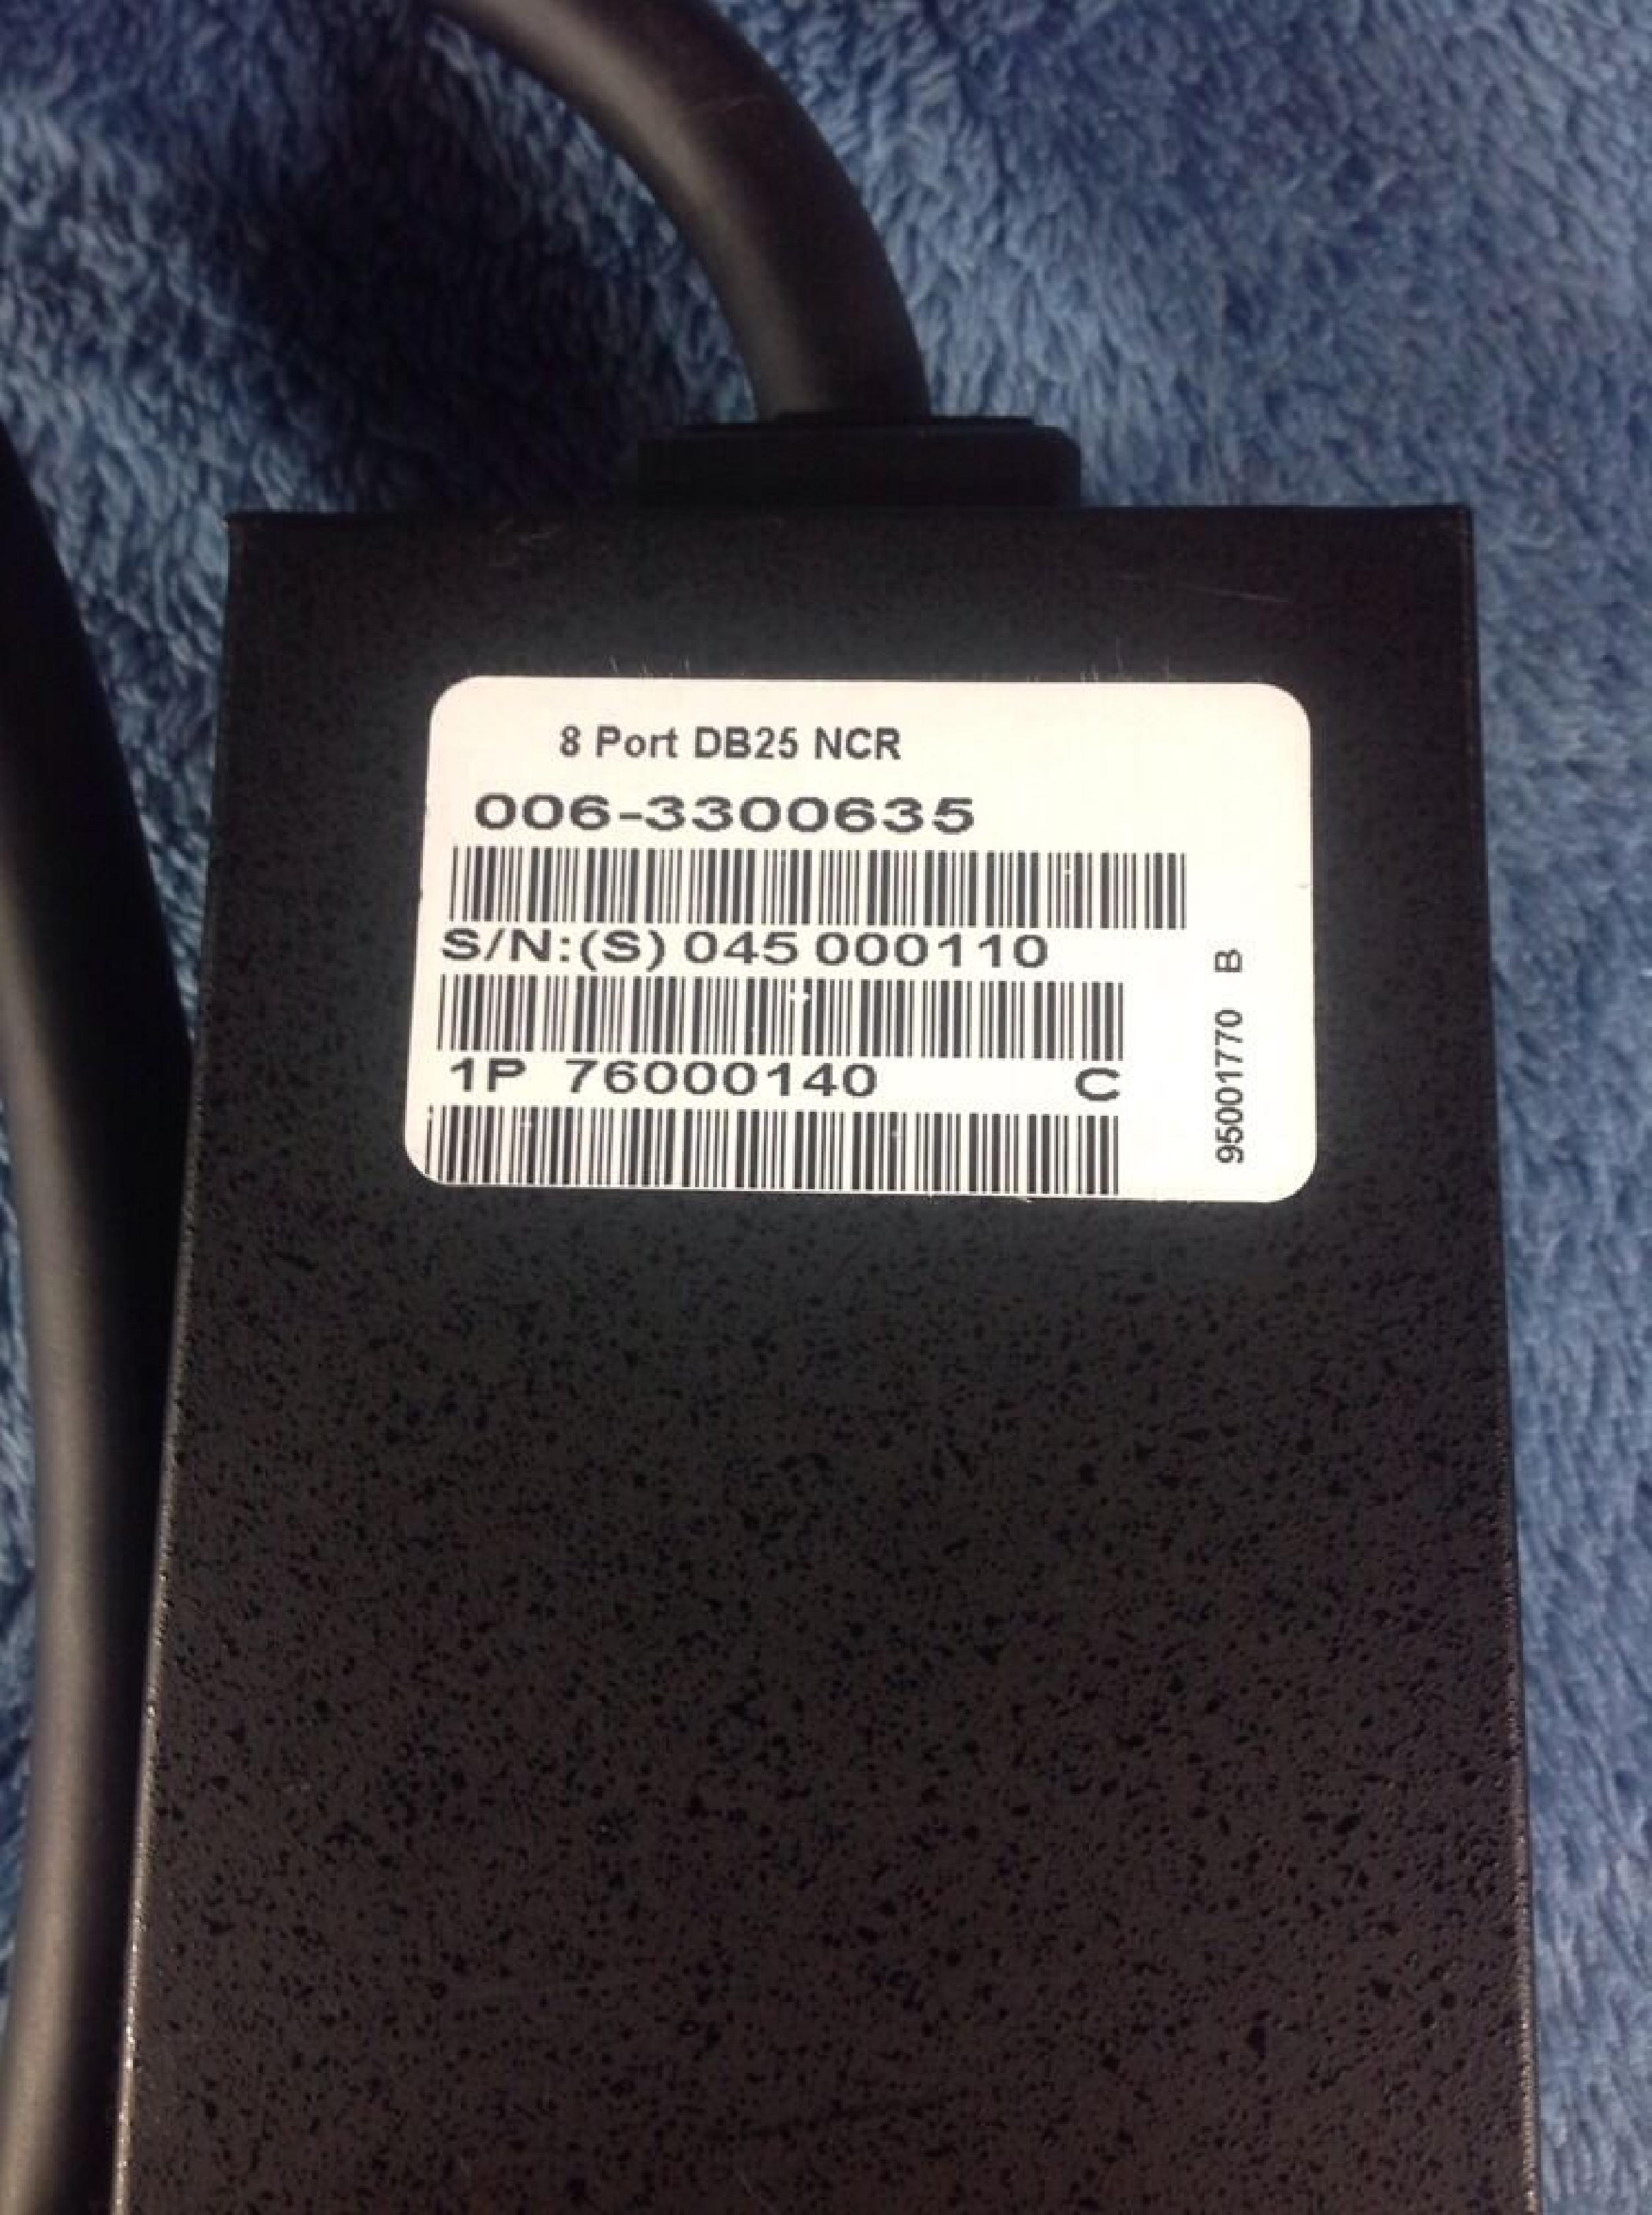 8 Port DB25 NCR
006-3300635
S/N:(S) 045 000110
1P 76000140 C
95001770 B